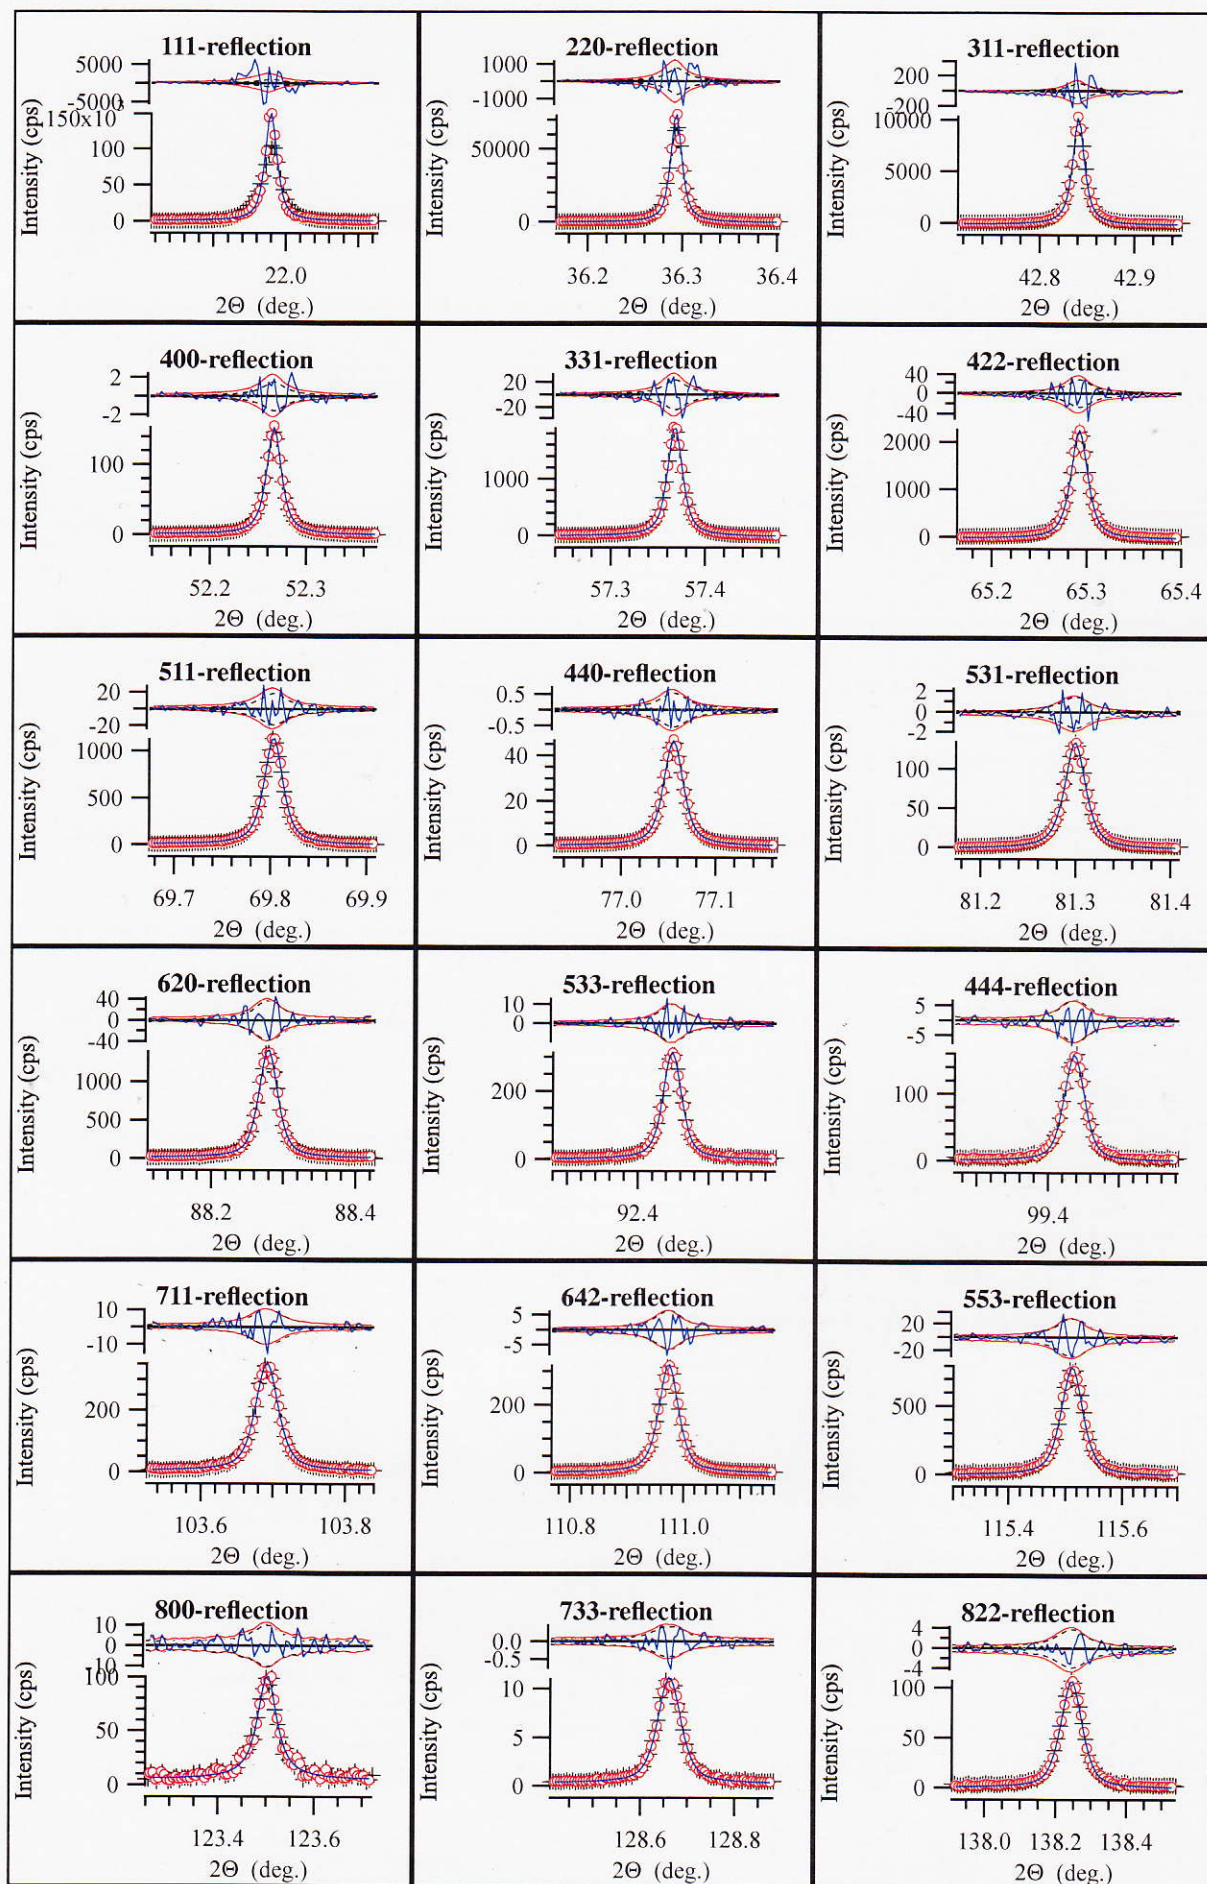 111-reflection
5000
0
-5000
150x10³
100
50
0
Intensity (cps)
22.0
2Θ (deg.)
220-reflection
1000
0
-1000
50000
0
Intensity (cps)
36.2 36.3 36.4
2Θ (deg.)
311-reflection
200
0
-200
10000
5000
0
Intensity (cps)
42.8 42.9
2Θ (deg.)
400-reflection
2
0
-2
100
0
Intensity (cps)
52.2 52.3
2Θ (deg.)
331-reflection
20
0
-20
1000
0
Intensity (cps)
57.3 57.4
2Θ (deg.)
422-reflection
40
0
-40
2000
1000
0
Intensity (cps)
65.2 65.3 65.4
2Θ (deg.)
511-reflection
20
0
-20
1000
500
0
Intensity (cps)
69.7 69.8 69.9
2Θ (deg.)
440-reflection
0.5
0.0
-0.5
40
20
0
Intensity (cps)
77.0 77.1
2Θ (deg.)
531-reflection
2
0
-2
100
50
0
Intensity (cps)
81.2 81.3 81.4
2Θ (deg.)
620-reflection
40
0
-40
1000
500
0
Intensity (cps)
88.2 88.4
2Θ (deg.)
533-reflection
10
0
200
0
Intensity (cps)
92.4
2Θ (deg.)
444-reflection
5
0
-5
100
0
Intensity (cps)
99.4
2Θ (deg.)
711-reflection
10
0
-10
200
0
Intensity (cps)
103.6 103.8
2Θ (deg.)
642-reflection
5
0
-5
200
0
Intensity (cps)
110.8 111.0
2Θ (deg.)
553-reflection
20
0
-20
500
0
Intensity (cps)
115.4 115.6
2Θ (deg.)
800-reflection
10
0
10
100
50
0
Intensity (cps)
123.4 123.6
2Θ (deg.)
733-reflection
0.0
-0.5
10
5
0
Intensity (cps)
128.6 128.8
2Θ (deg.)
822-reflection
4
0
-4
100
50
0
Intensity (cps)
138.0 138.2 138.4
2Θ (deg.)